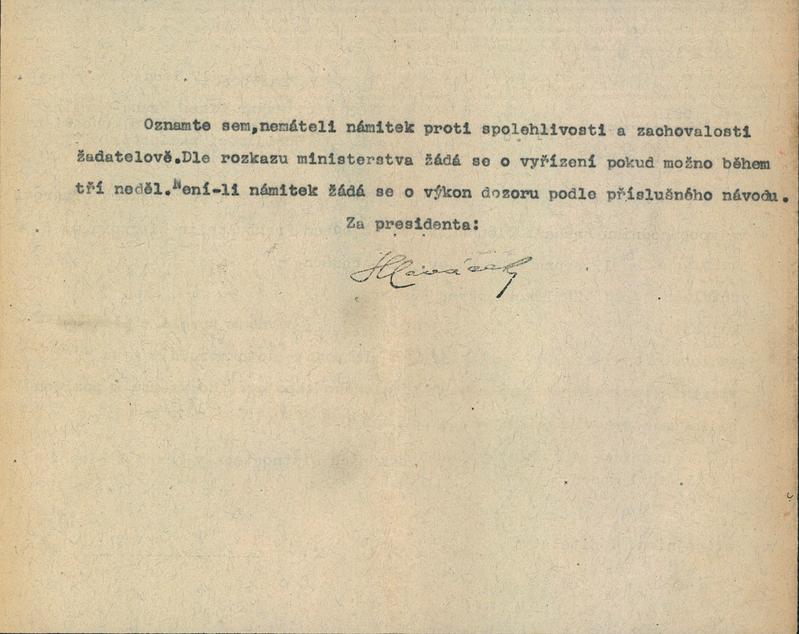 Oznamte sem,nemáteli námitek proti spolehlivosti a zachovalosti
žadatelově.Dle rozkazu ministerstva žádá se o vyřízení pokud možno během
tří neděl.Není-li námitek žádá se o výkon dozoru podle příslušného návodu.
Za presidenta:
Hlaváček